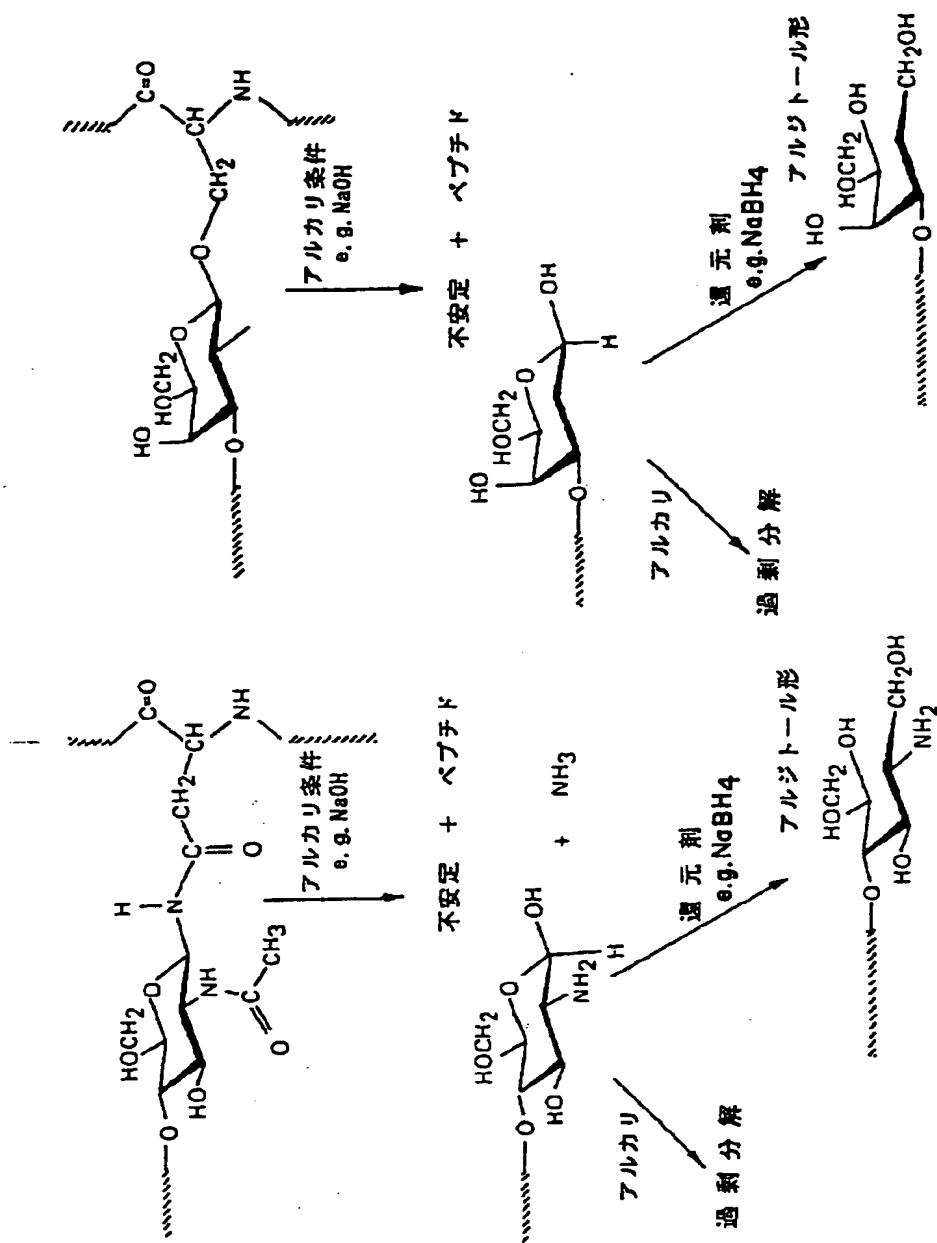 HOCH2
O
O
HO
NH
C
O
CH3
H
N
C
O
CH2
CH
C=O
NH
アルカリ条件
e.g.NaOH
不安定 + ペプチド
HOCH2
O
O
HO
NH2
OH
H
+ NH3
アルカリ
過剰分解
還元剤
e.g.NaBH4
アルジトール形
HOCH2
OH
O
HO
CH2OH
NH2
HO
HOCH2
O
O
O
CH2
CH
C=O
NH
アルカリ条件
e.g.NaOH
不安定 + ペプチド
HO
HOCH2
O
O
OH
H
アルカリ
過剰分解
還元剤
e.g.NaBH4
アルジトール形
HO
HOCH2
OH
O
CH2OH